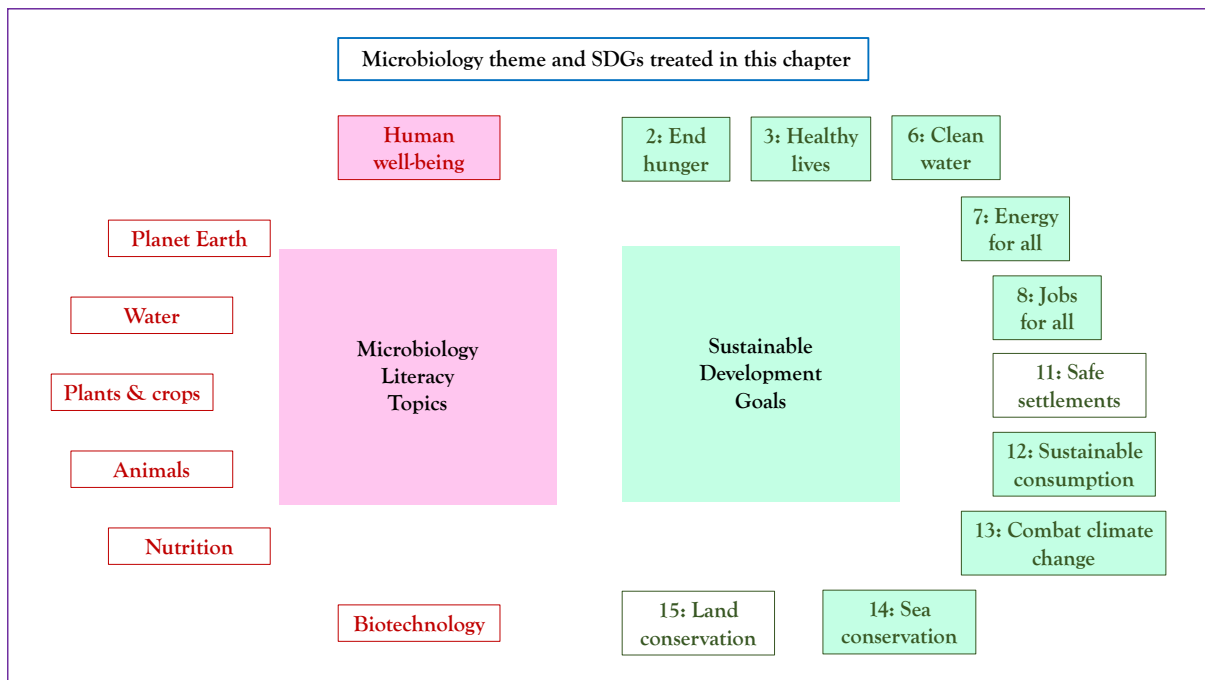 Microbiology theme and SDGs treated in this chapter
Human
well-being
2: End
hunger
3: Healthy
lives
6: Clean
water
Planet Earth
Water
Plants & crops
Animals
Nutrition
Biotechnology
Microbiology
Literacy
Topics
Sustainable
Development
Goals
7: Energy
for all
8: Jobs
for all
11: Safe
settlements
12: Sustainable
consumption
13: Combat climate
change
14: Sea
conservation
15: Land
conservation